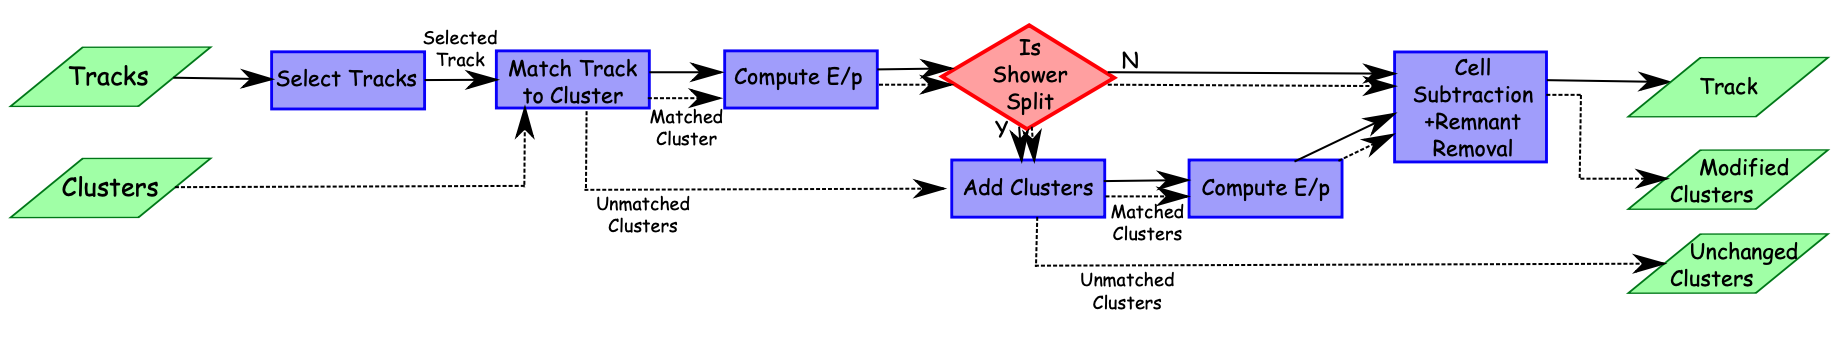 Tracks
Select Tracks
Selected
Track
Match Track
to Cluster
Matched
Cluster
Compute E/p
Is
Shower
Split
N
Y
Cell
Subtraction
+Remnant
Removal
Track
Clusters
Unmatched
Clusters
Add Clusters
Matched
Clusters
Compute E/p
Modified
Clusters
Unmatched
Clusters
Unchanged
Clusters